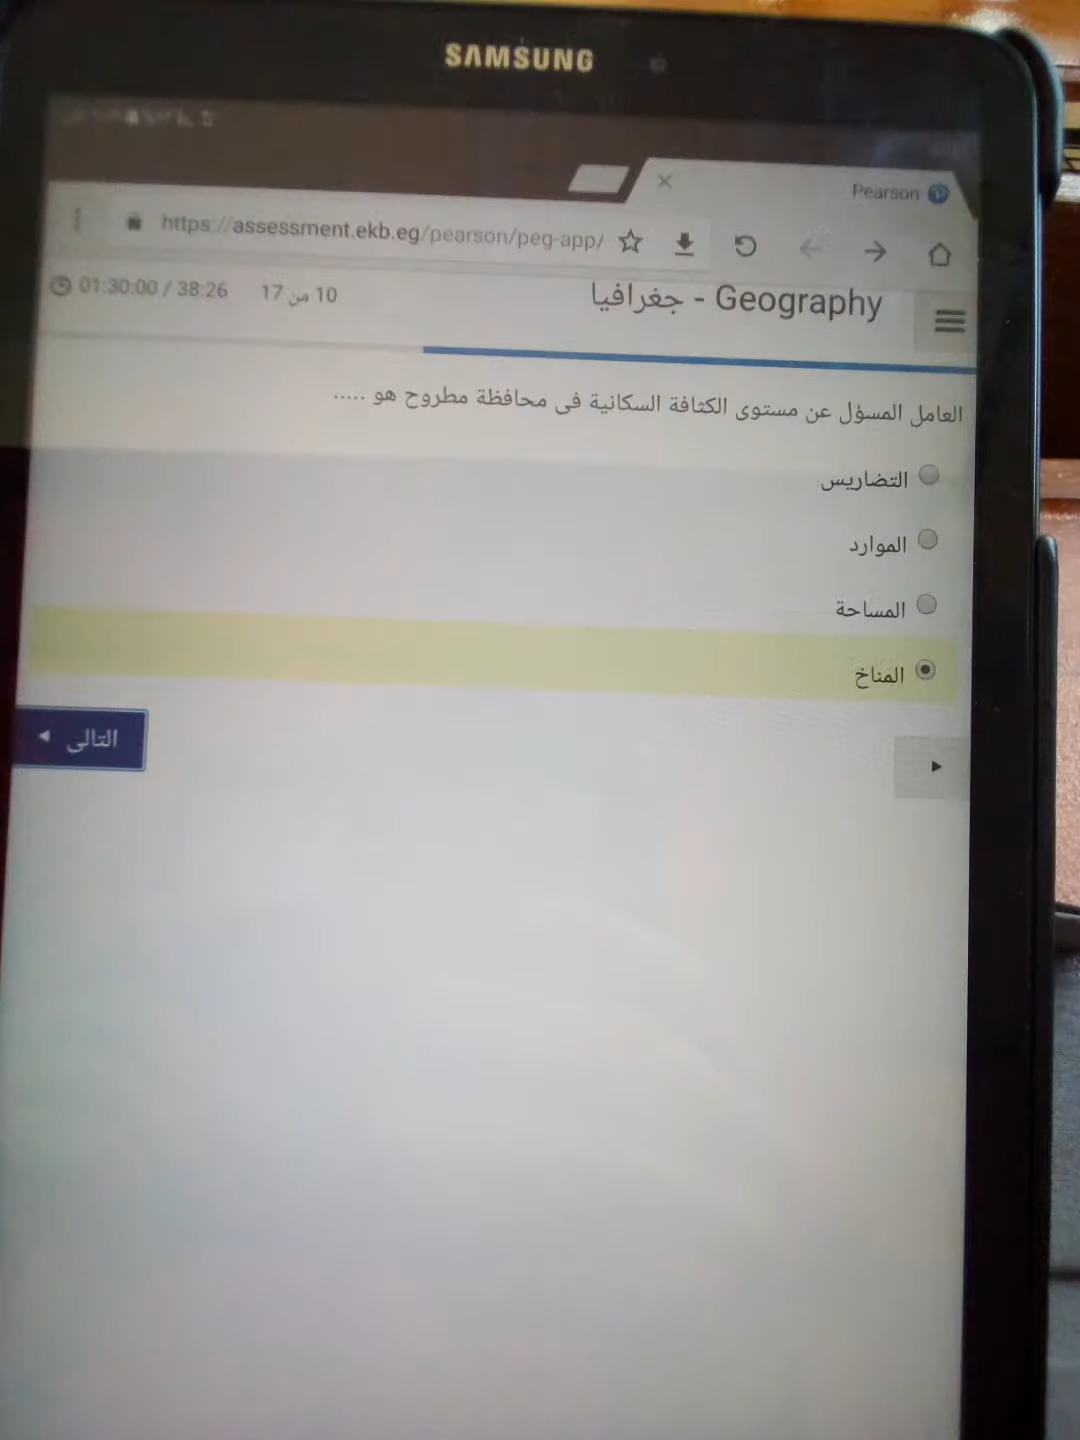 SAMSUNG
Pearson
https://assessment.ekb.eg/pearson/peg-app/
Geography - جغرافيا
10 من 17
01:30:00 / 38:26
العامل المسؤل عن مستوى الكثافة السكانية فى محافظة مطروح هو .....
التضاريس
الموارد
المساحة
المناخ
التالى